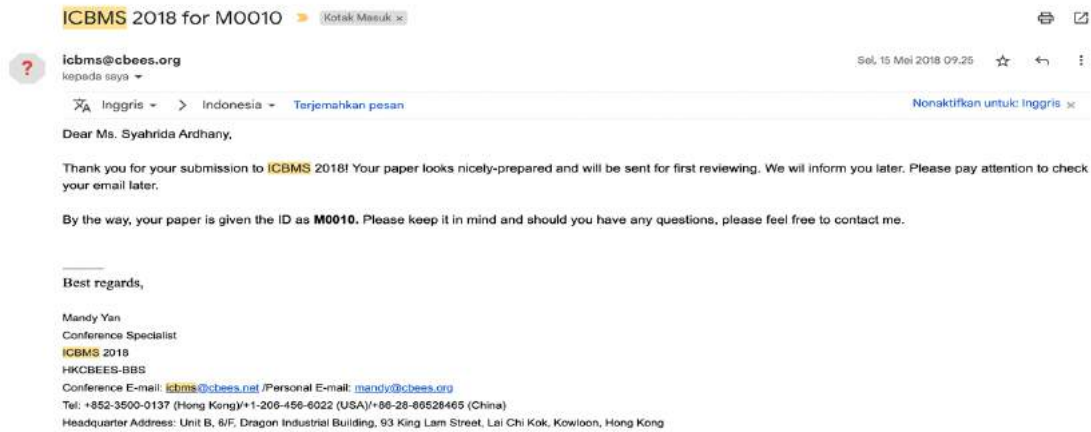 ICBMS 2018 for M0010 Kotak Masuk ×
icbms@cbees.org Sel, 15 Mei 2018 09.25
kepada saya
Inggris > Indonesia Terjemahkan pesan Nonaktifkan untuk: Inggris ×
Dear Ms. Syahrida Ardhany,
Thank you for your submission to ICBMS 2018! Your paper looks nicely-prepared and will be sent for first reviewing. We wil inform you later. Please pay attention to check
your email later.
By the way, your paper is given the ID as M0010. Please keep it in mind and should you have any questions, please feel free to contact me.
Best regards,
Mandy Yan
Conference Specialist
ICBMS 2018
HKCBEES-BBS
Conference E-mail: icbms@cbees.net /Personal E-mail: mandy@cbees.org
Tel: +852-3500-0137 (Hong Kong)/+1-206-456-6022 (USA)/+86-28-86528465 (China)
Headquarter Address: Unit B, 8/F, Dragon Industrial Building, 93 King Lam Street, Lai Chi Kok, Kowloon, Hong Kong